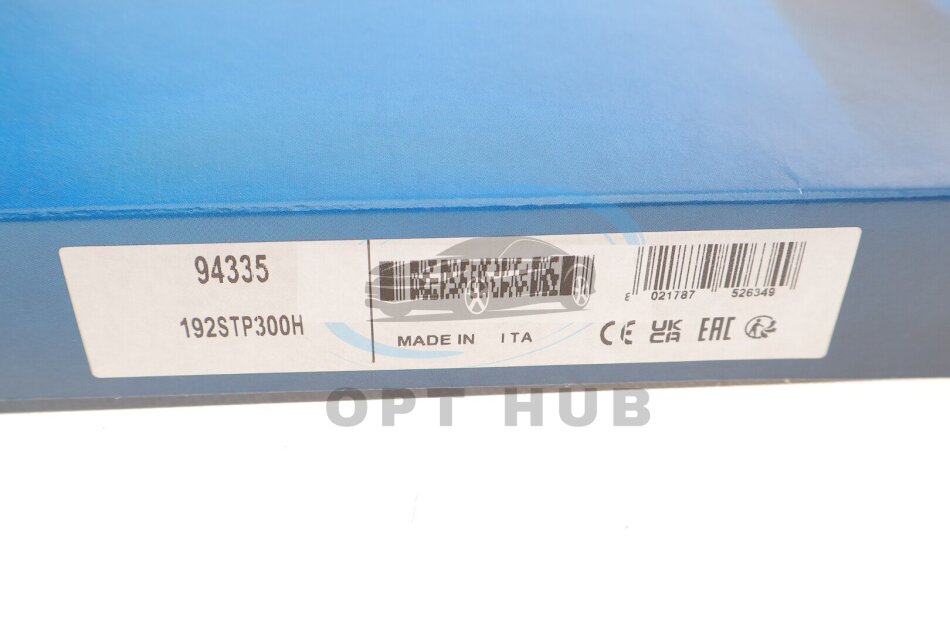 94335
192STP300H
MADE IN ITA
8 021787 526349
CE UK CA EAC
OPT HUB